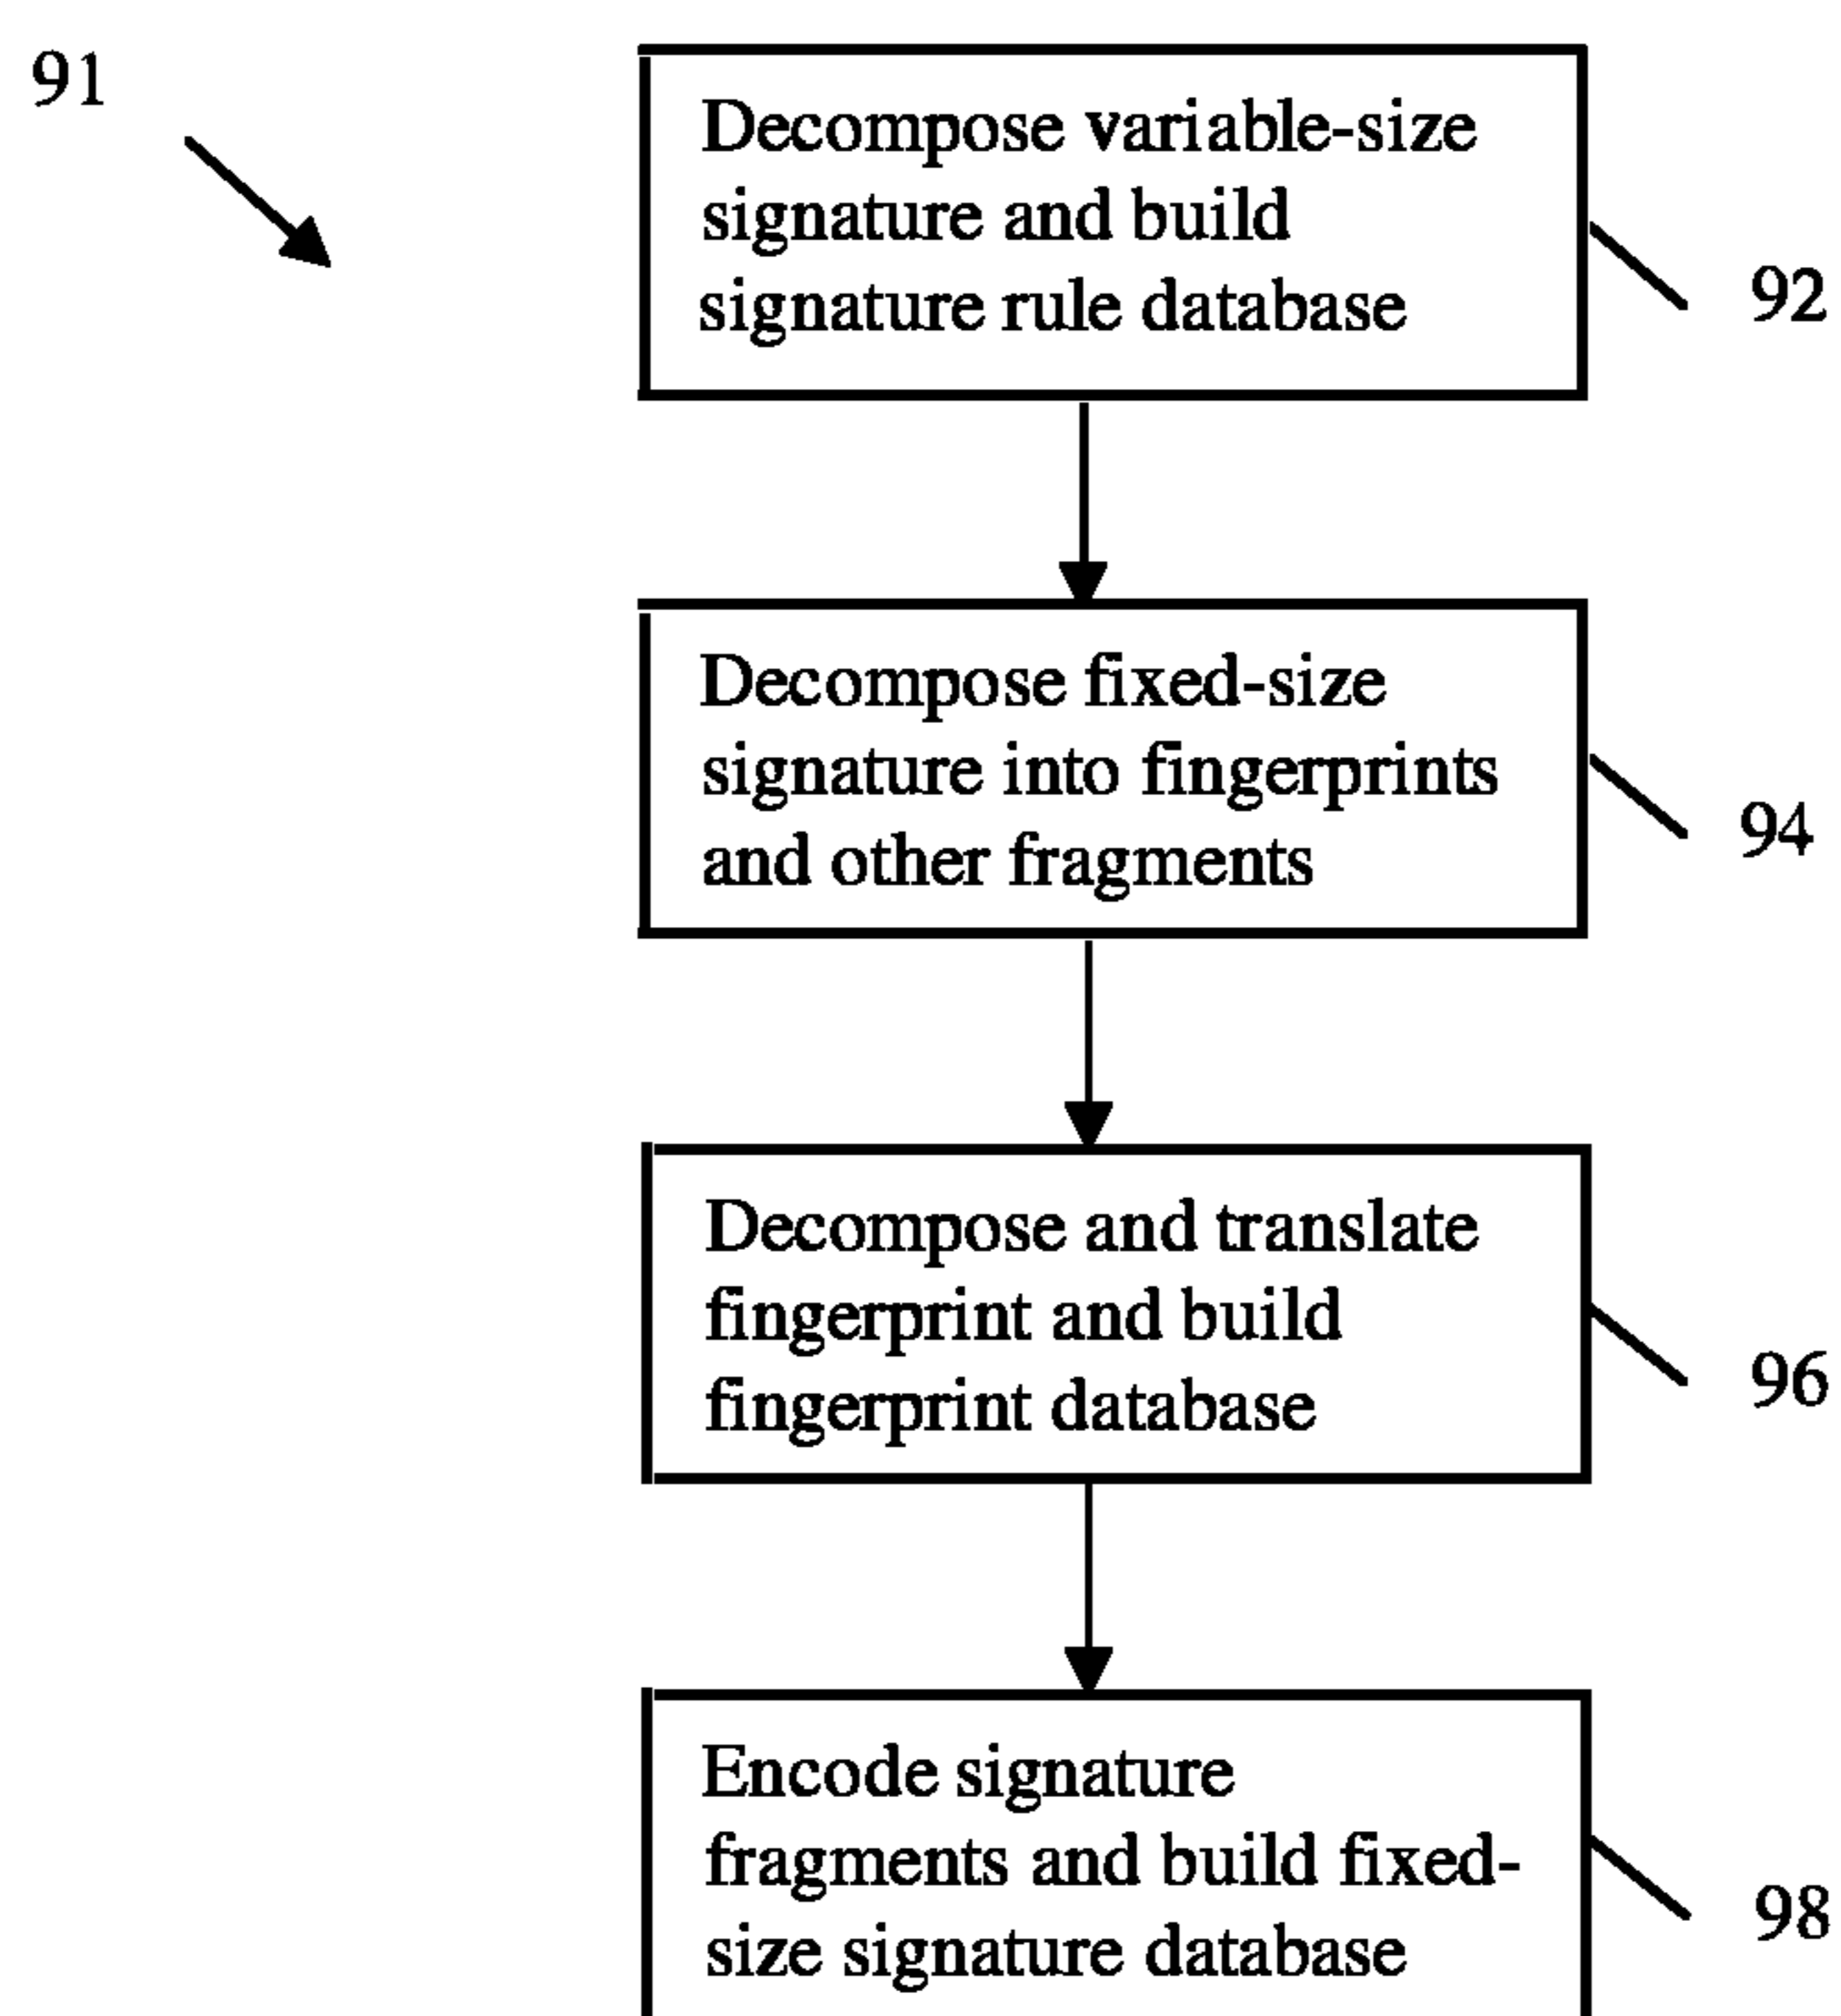 91
Decompose variable-size
signature and build
signature rule database
92
Decompose fixed-size
signature into fingerprints
and other fragments
94
Decompose and translate
fingerprint and build
fingerprint database
96
Encode signature
fragments and build fixed-
size signature database
98